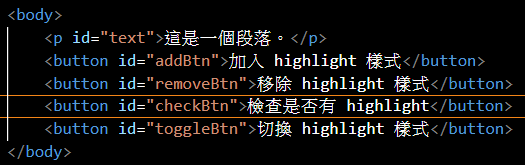 <body>
<p id="text">這是一個段落。</p>
<button id="addBtn">加入 highlight 樣式</button>
<button id="removeBtn">移除 highlight 樣式</button>
<button id="checkBtn">檢查是否有 highlight</button>
<button id="toggleBtn">切換 highlight 樣式</button>
</body>